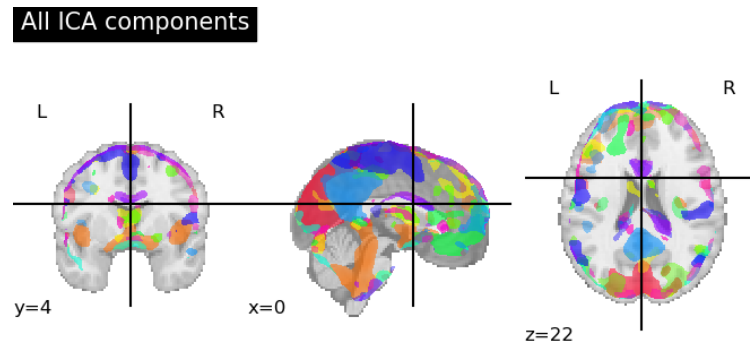 All ICA components
L
R
L
R
y=4
x=0
z=22